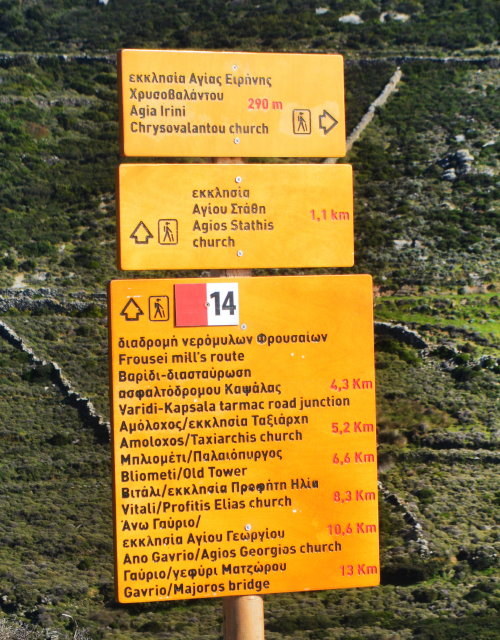 εκκλησία Αγίας Ειρήνης
Χρυσοβαλάντου
290 m
Agia Irini
Chrysovalantou church
εκκλησία
Αγίου Στάθη
1,1 km
Agios Stathis
church
14
διαδρομή νερόμυλων Φρουσαίων
Frousei mill's route
Βαρίδι-διασταύρωση
ασφαλτόδρομου Καψάλας
4,3 Km
Varidi-Kapsala tarmac road junction
Αμόλοχος/εκκλησία Ταξιάρχη
5,2 Km
Amoloxos/Taxiarchis church
Μπλιομέτι/Παλαιόπυργος
6,6 Km
Bliometi/Old Tower
Βιτάλι/εκκλησία Προφήτη Ηλία
8,3 Km
Vitali/Profitis Elias church
Άνω Γαύριο/
εκκλησία Αγίου Γεωργίου
10,6 Km
Ano Gavrio/Agios Georgios church
Γαύριο/γεφύρι Ματζώρου
13 Km
Gavrio/Majoros bridge